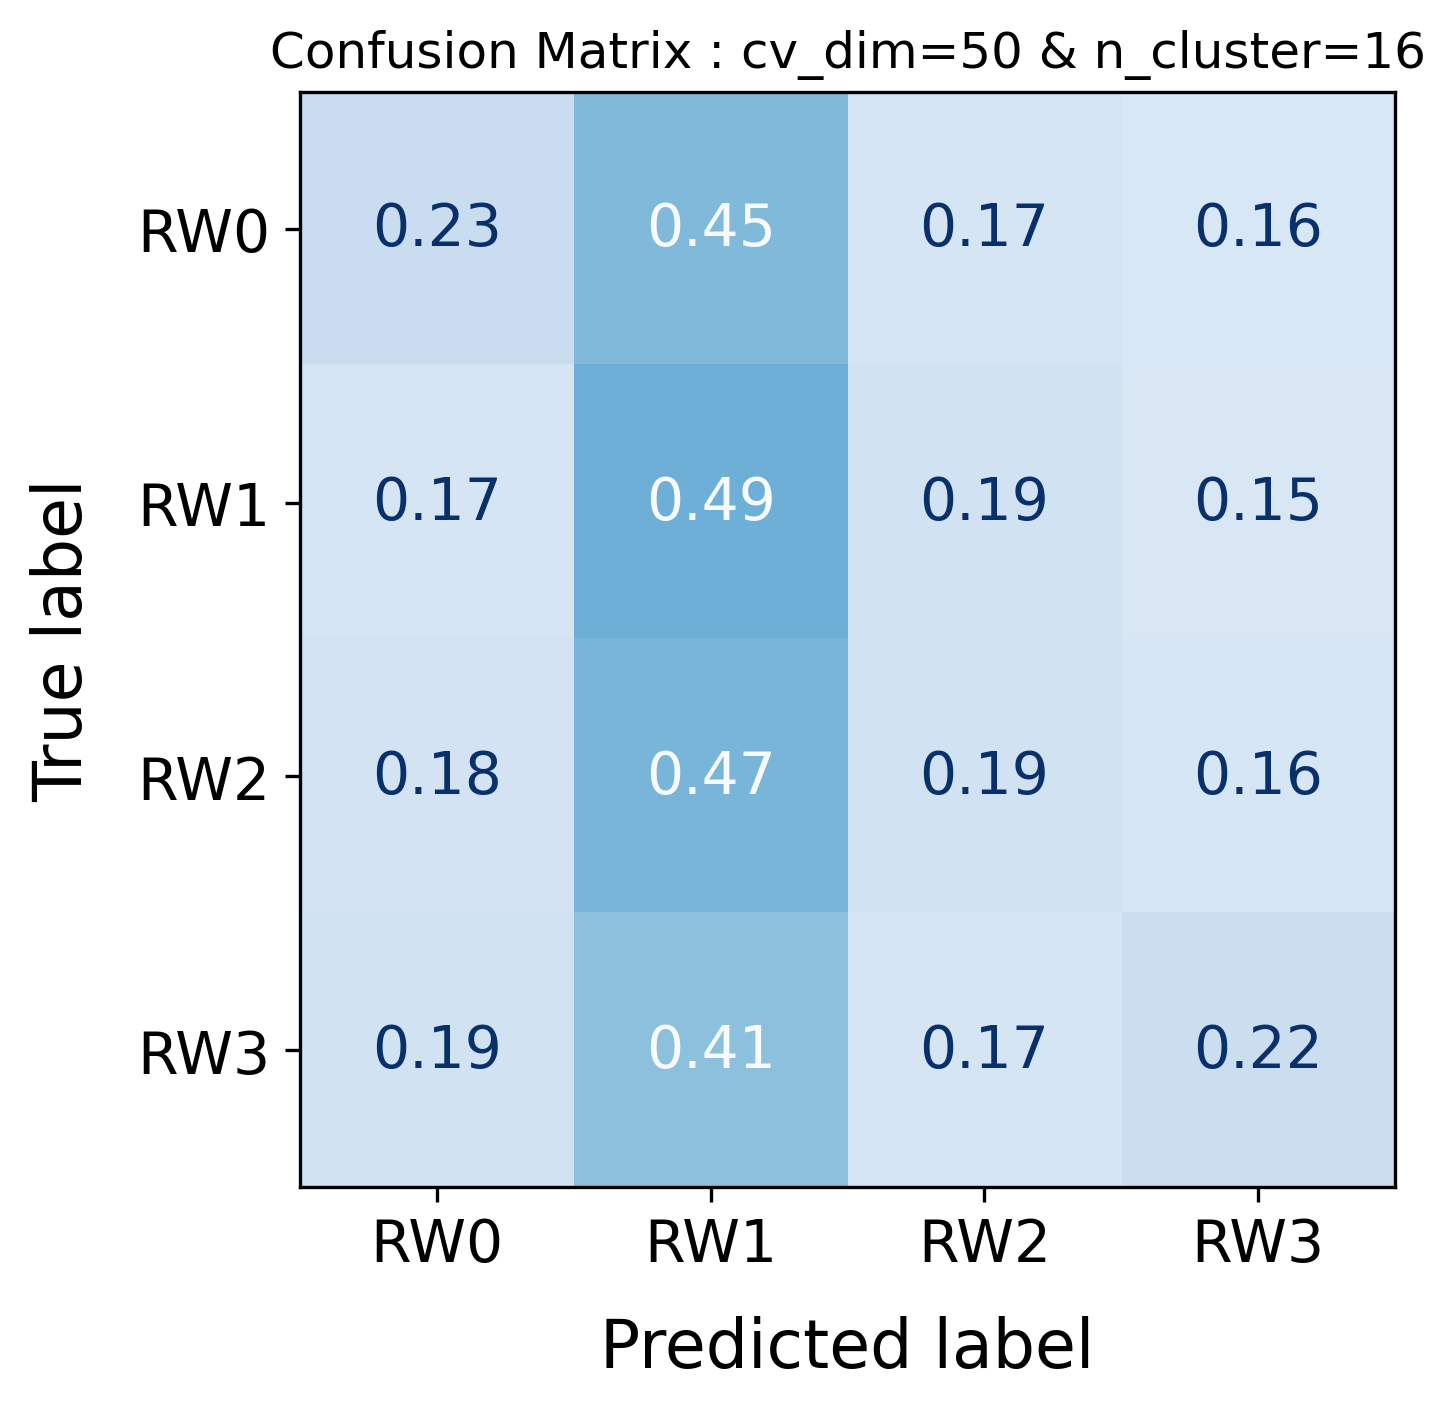 Confusion Matrix : cv_dim=50 & n_cluster=16
True label
RW0 0.23 0.45 0.17 0.16
RW1 0.17 0.49 0.19 0.15
RW2 0.18 0.47 0.19 0.16
RW3 0.19 0.41 0.17 0.22
RW0 RW1 RW2 RW3
Predicted label